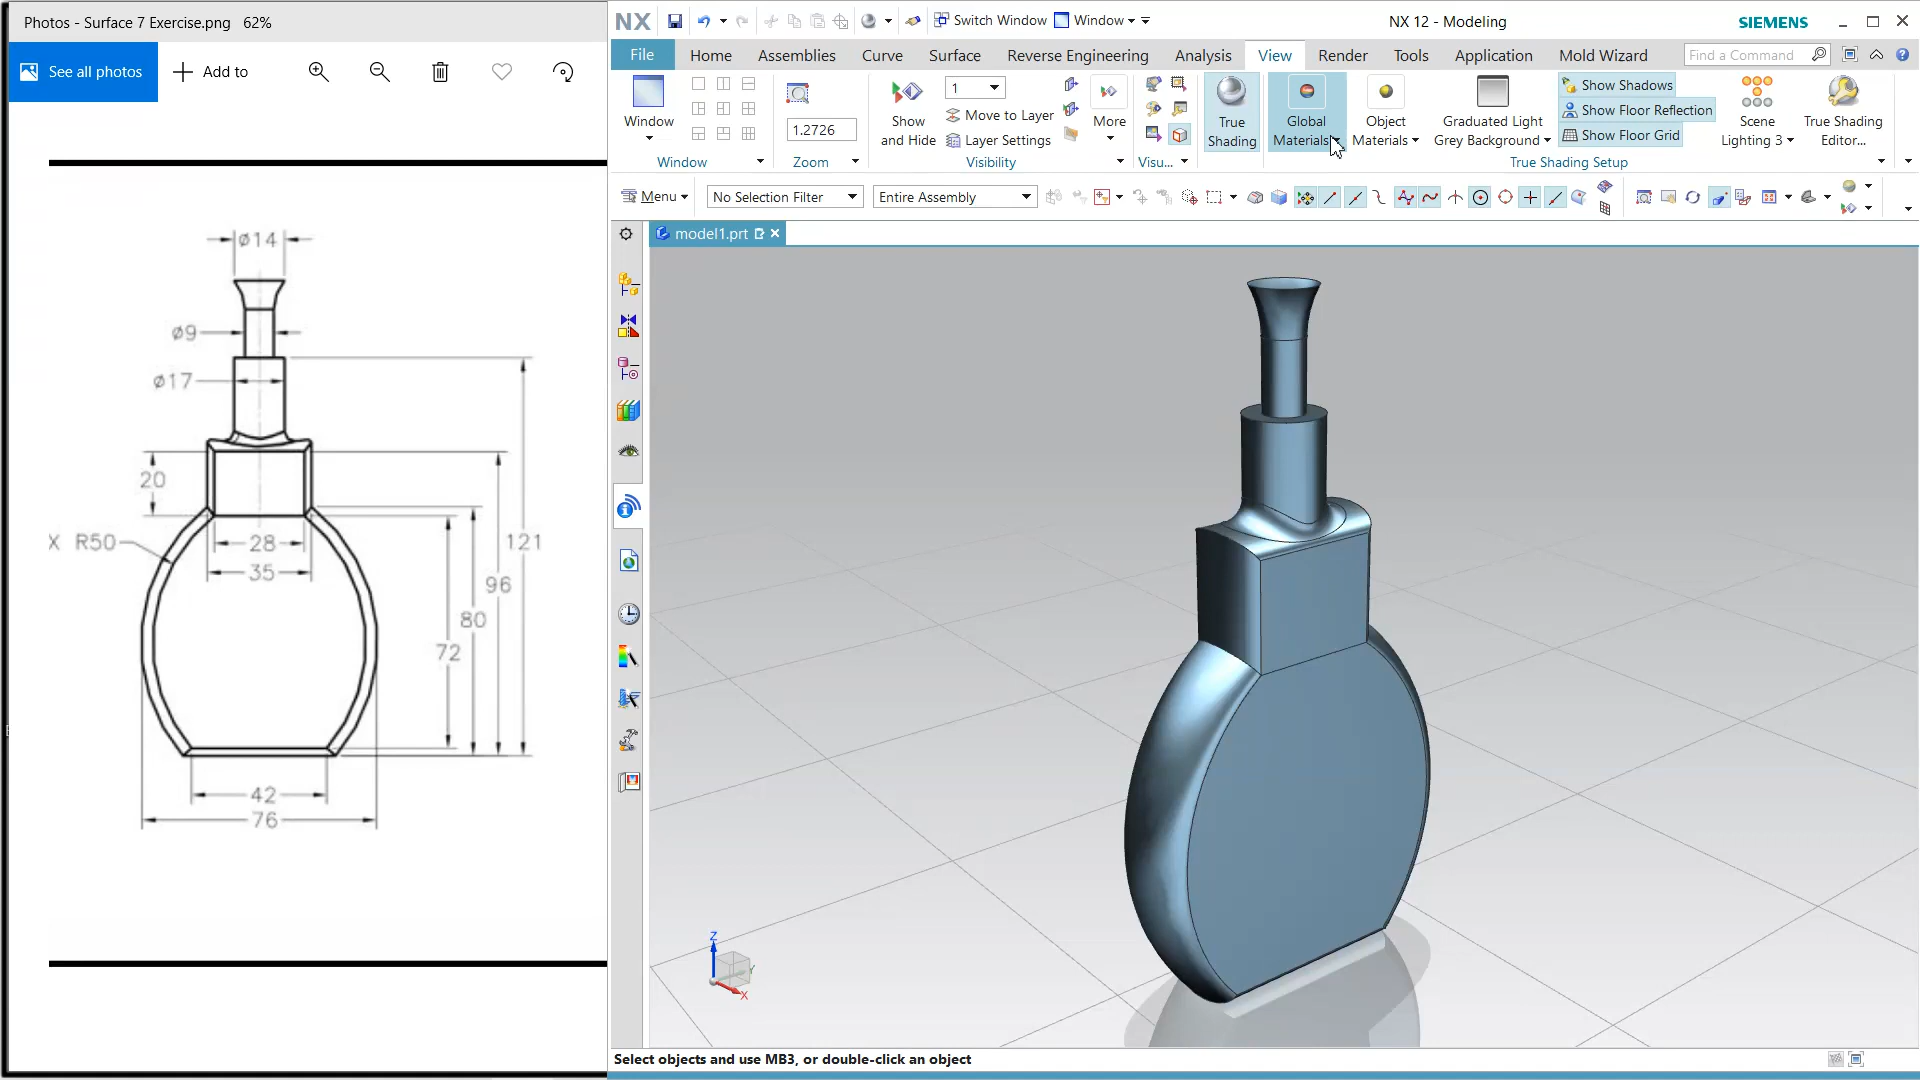 Photos - Surface 7 Exercise.png 62%
See all photos
Add to
Ø14
Ø9
Ø17
20
X R50
28
35
121
96
80
72
42
76
NX
Switch Window
Window
NX 12 - Modeling
SIEMENS
File
Home
Assemblies
Curve
Surface
Reverse Engineering
Analysis
View
Render
Tools
Application
Mold Wizard
Find a Command
Window
Window
1.2726
Zoom
Show
and Hide
1
Move to Layer
Layer Settings
More
Visibility
Visu...
True
Shading
Global
Materials
Object
Materials
Graduated Light
Grey Background
Show Shadows
Show Floor Reflection
Show Floor Grid
Scene
Lighting 3
True Shading
Editor...
True Shading Setup
Menu
No Selection Filter
Entire Assembly
model1.prt
Z
Y
X
Select objects and use MB3, or double-click an object